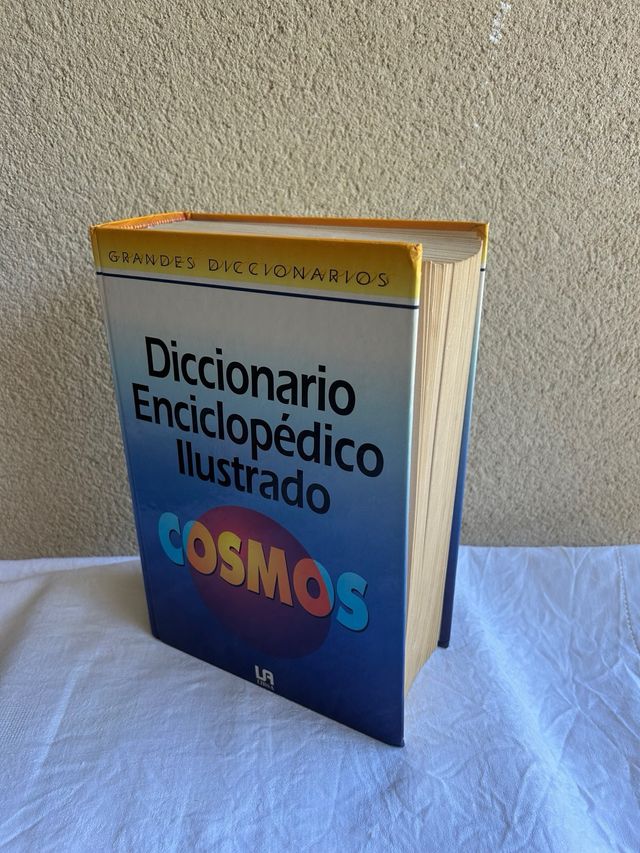 GRANDES DICCIONARIOS
Diccionario
Enciclopédico
Ilustrado
COSMOS